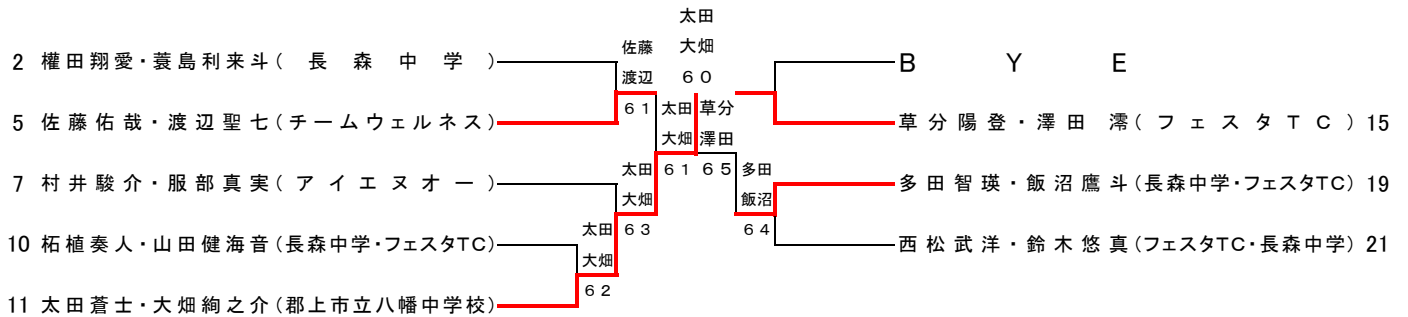 太田
大畑
60
2 權田翔愛・蓑島利来斗(長森中学)
佐藤
渡辺
61
5 佐藤佑哉・渡辺聖七(チームウェルネス)
太田
大畑
61
草分
澤田
65
7 村井駿介・服部真実(アイエヌオー)
太田
大畑
63
10 柘植奏人・山田健海音(長森中学・フェスタTC)
太田
大畑
62
11 太田蒼士・大畑絢之介(郡上市立八幡中学校)
BYE
草分陽登・澤田澪(フェスタTC) 15
多田智瑛・飯沼鷹斗(長森中学・フェスタTC) 19
多田
飯沼
64
西松武洋・鈴木悠真(フェスタTC・長森中学) 21